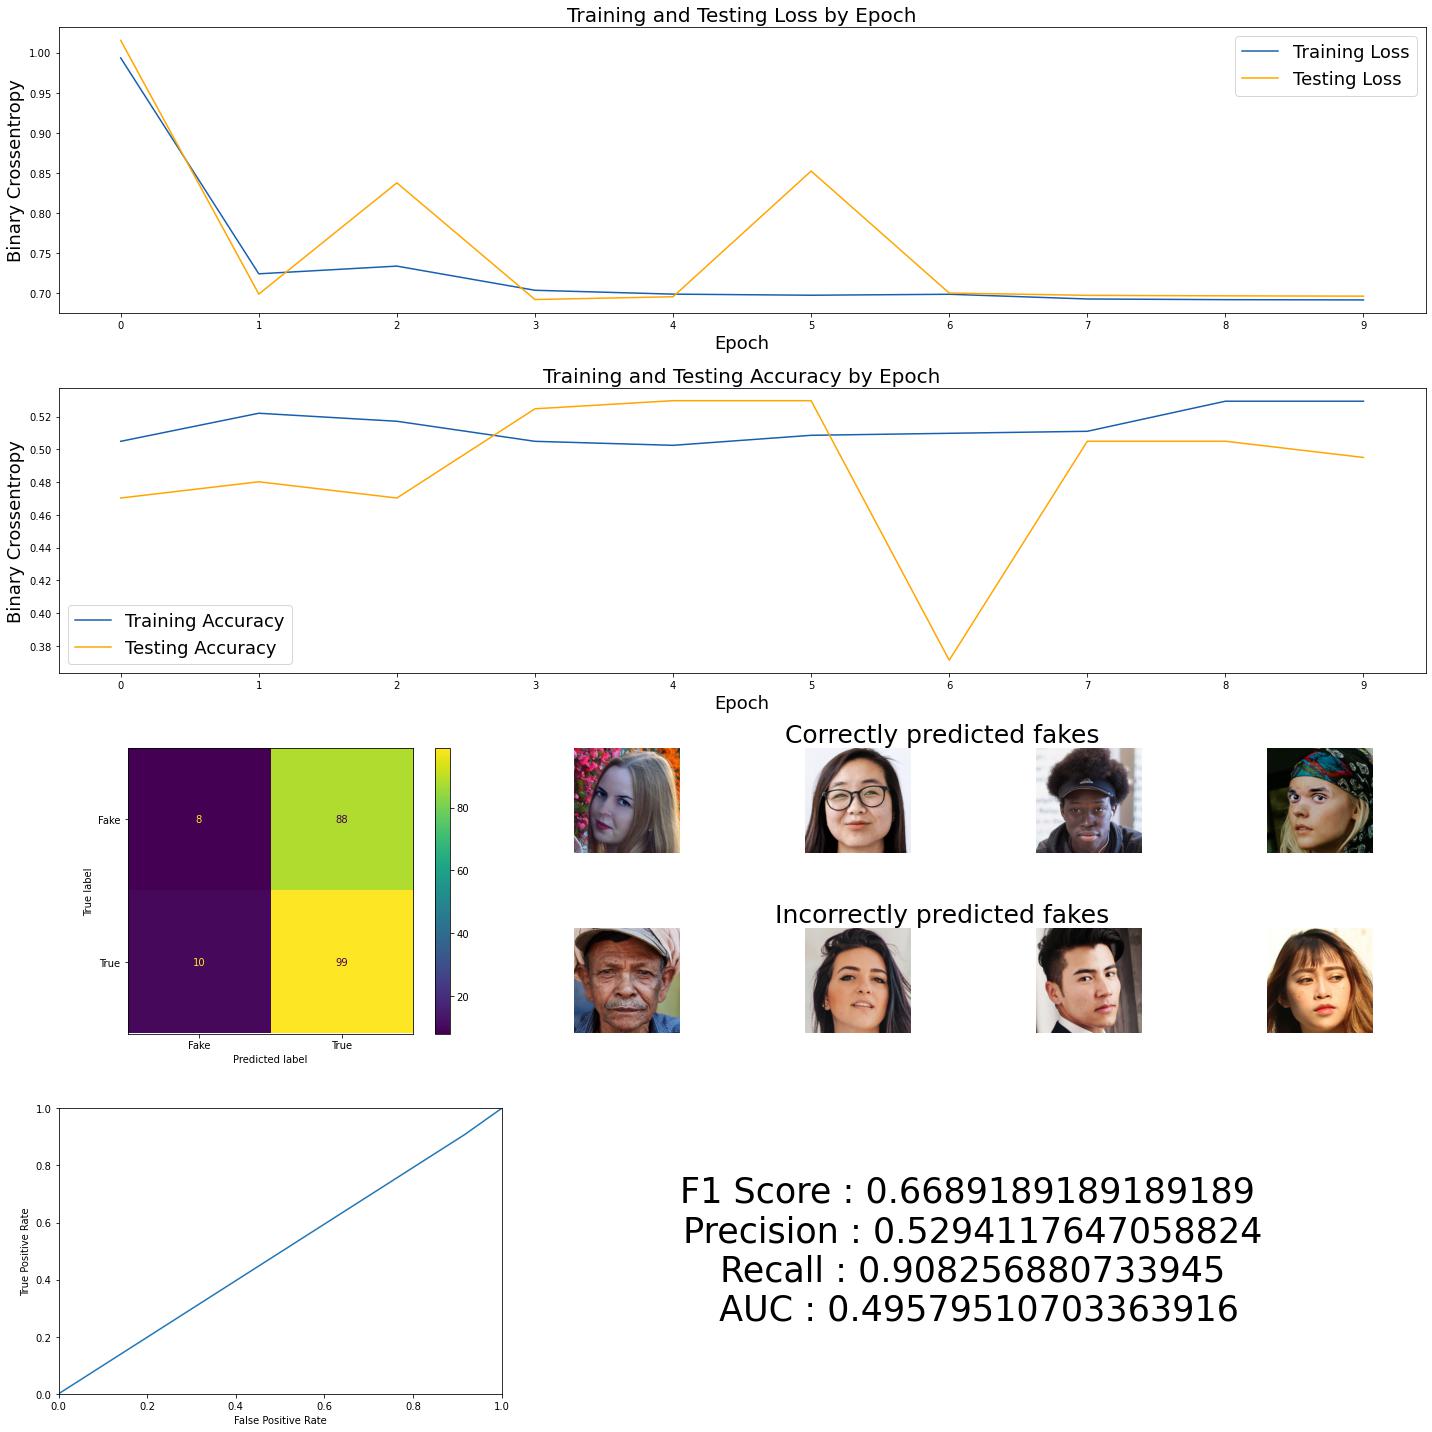 Training and Testing Loss by Epoch
Binary Crossentropy
1.00
0.95
0.90
0.85
0.80
0.75
0.70
Training Loss
Testing Loss
0 1 2 3 4 5 6 7 8 9
Epoch
Training and Testing Accuracy by Epoch
Binary Crossentropy
0.52
0.50
0.48
0.46
0.44
0.42
0.40
0.38
Training Accuracy
Testing Accuracy
0 1 2 3 4 5 6 7 8 9
Epoch
True label
Fake
True
8 88
10 99
Fake True
Predicted label
80
60
40
20
Correctly predicted fakes
Incorrectly predicted fakes
True Positive Rate
1.0
0.8
0.6
0.4
0.2
0.0
0.0 0.2 0.4 0.6 0.8 1.0
False Positive Rate
F1 Score : 0.6689189189189189
Precision : 0.5294117647058824
Recall : 0.908256880733945
AUC : 0.49579510703363916